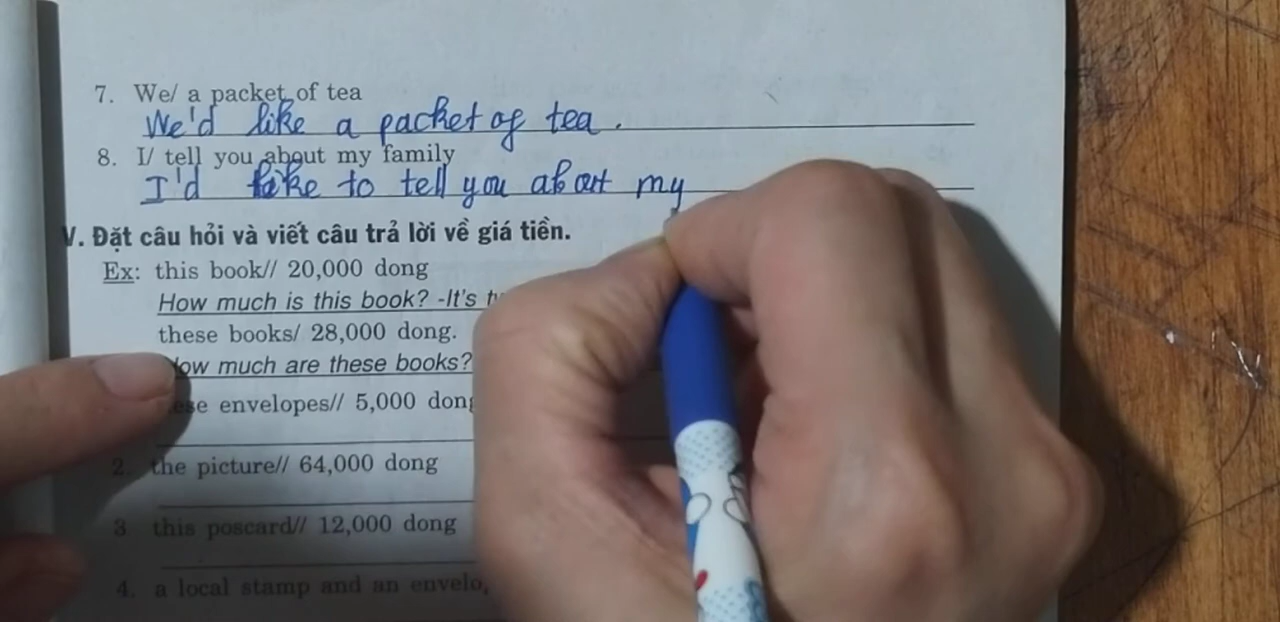 7. We/ a packet of tea
We'd like a packet of tea .
8. I/ tell you about my family
I'd like to tell you about my
V. Đặt câu hỏi và viết câu trả lời về giá tiền.
Ex: this book// 20,000 dong
How much is this book? -It's
these books/ 28,000 dong.
How much are these books?
envelopes// 5,000 dong
2. the picture// 64,000 dong
3. this poscard// 12,000 dong
4. a local stamp and an